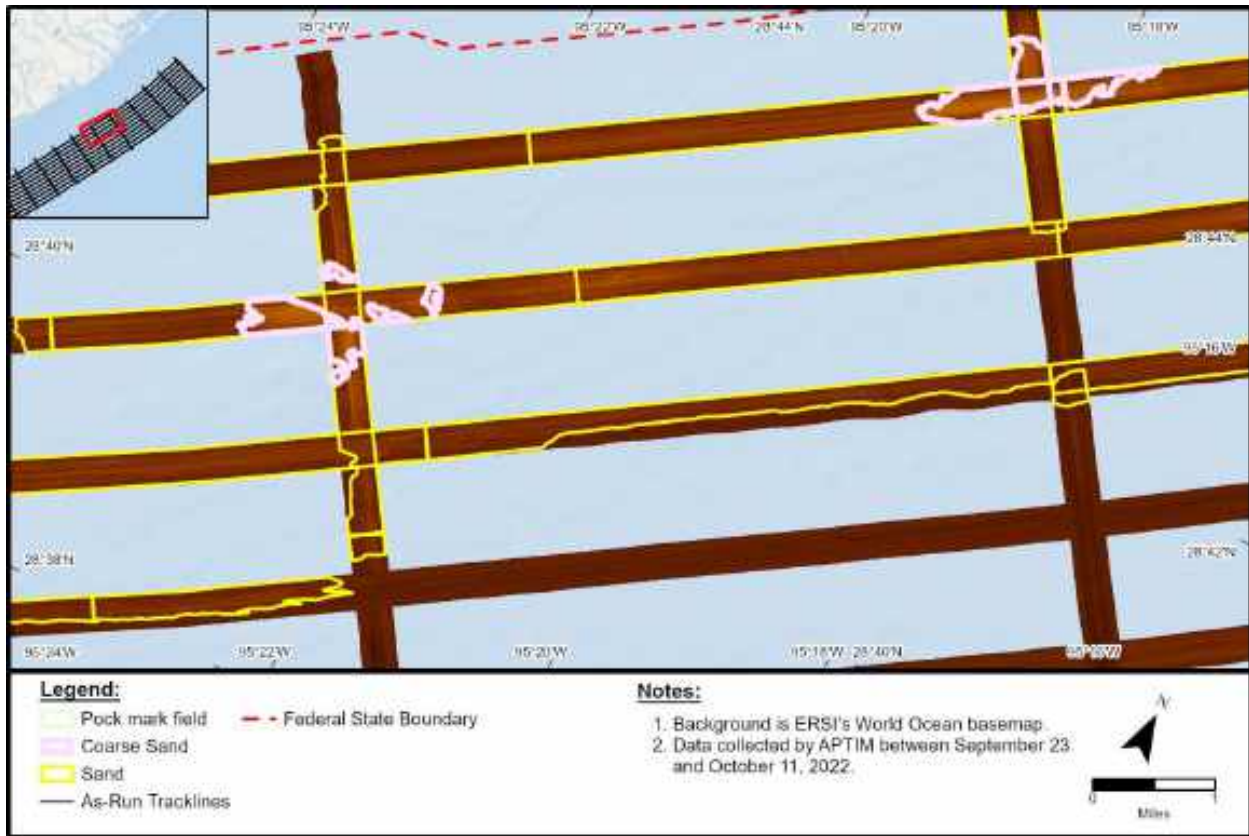 95°24'W 95°22'W 28°44'N 95°20'W 95°18'W
28°40'N
28°44'N
95°16'W
28°38'N
28°42'N
95°22'W 95°20'W 95°18'W 28°40'N
Legend:
Pock mark field
Federal State Boundary
Coarse Sand
Sand
As-Run Tracklines
Notes:
1. Background is ERSI's World Ocean basemap.
2. Data collected by APTIM between September 23
and October 11, 2022.
N
0 1
Miles